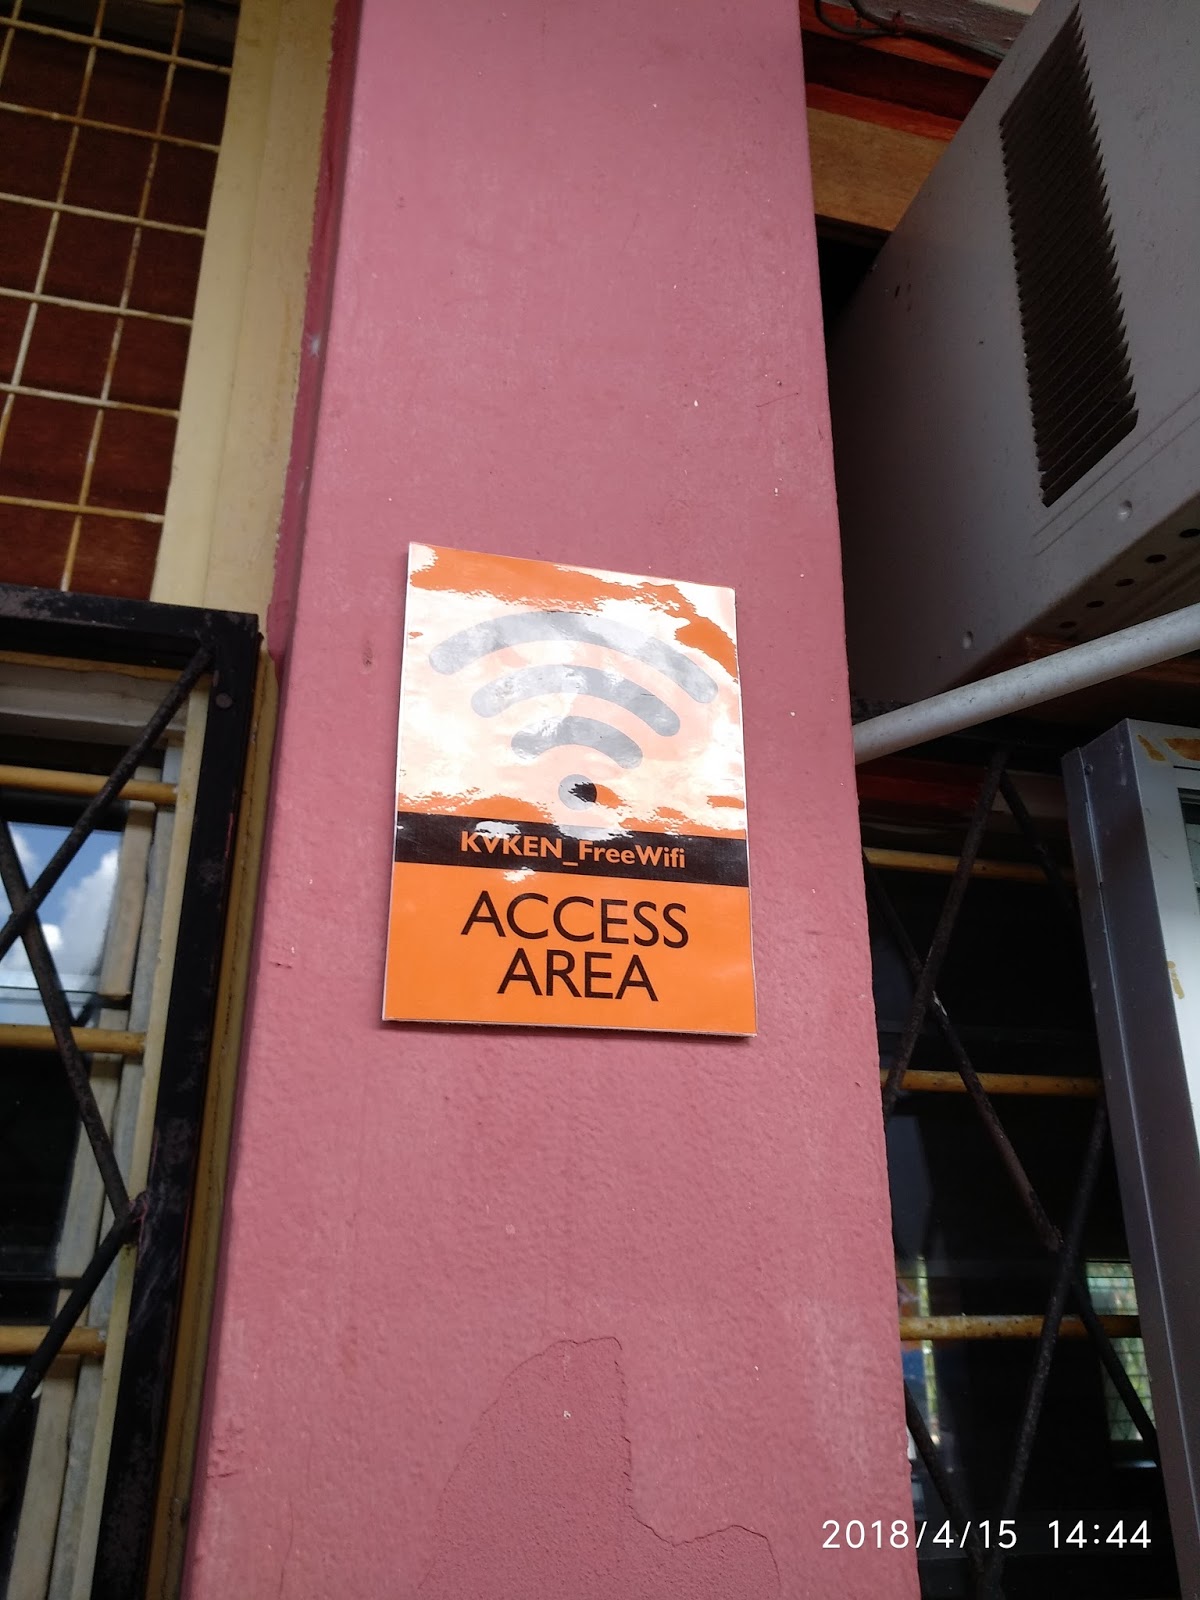 KVKEN_FreeWifi
ACCESS
AREA
2018/4/15 14:44